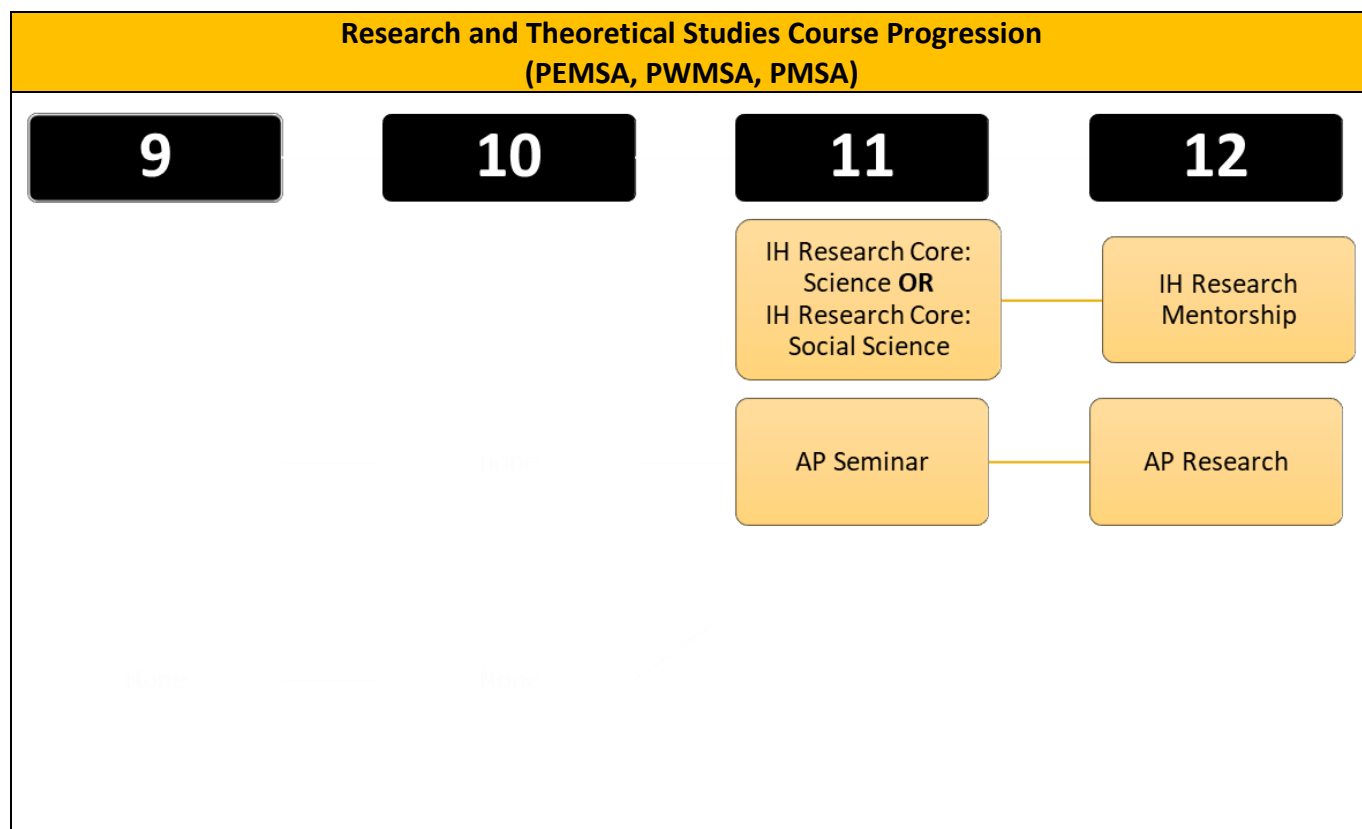 Research and Theoretical Studies Course Progression
(PEMSA, PWMSA, PMSA)
9
10
11
12
IH Research Core:
Science OR
IH Research Core:
Social Science
IH Research
Mentorship
AP Seminar
AP Research